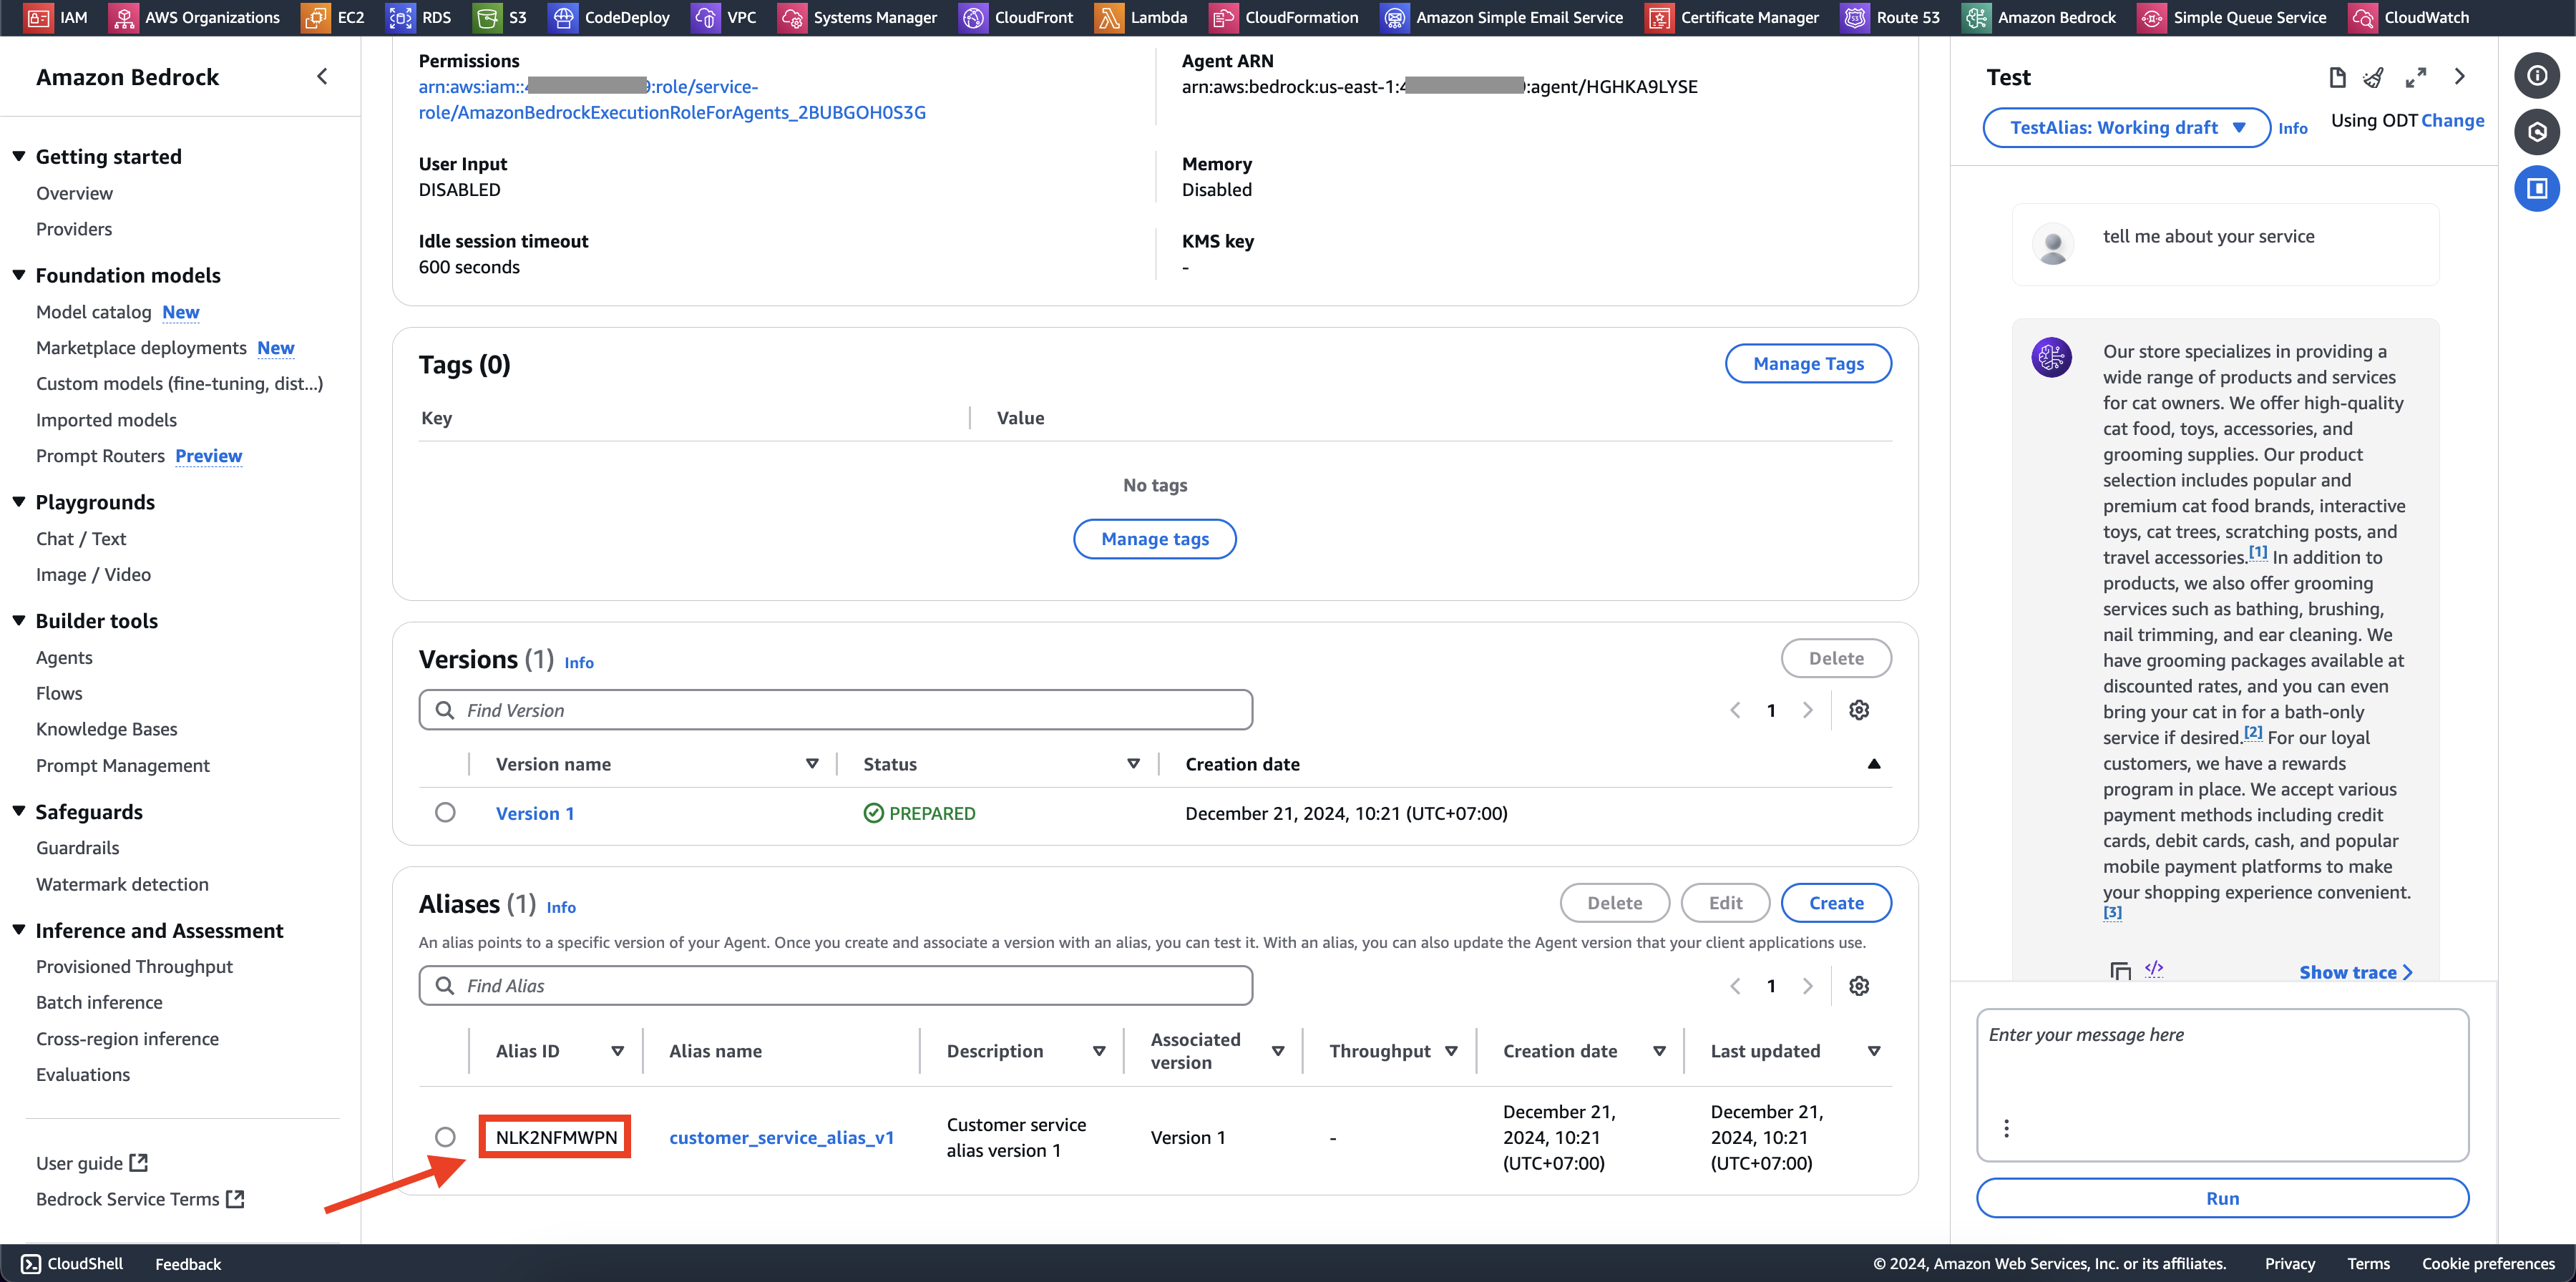 IAM AWS Organizations EC2 RDS S3 CodeDeploy VPC Systems Manager CloudFront Lambda CloudFormation Amazon Simple Email Service Certificate Manager Route 53 Amazon Bedrock Simple Queue Service CloudWatch
Amazon Bedrock
Getting started
Overview
Providers
Foundation models
Model catalog New
Marketplace deployments New
Custom models (fine-tuning, dist...)
Imported models
Prompt Routers Preview
Playgrounds
Chat / Text
Image / Video
Builder tools
Agents
Flows
Knowledge Bases
Prompt Management
Safeguards
Guardrails
Watermark detection
Inference and Assessment
Provisioned Throughput
Batch inference
Cross-region inference
Evaluations
User guide
Bedrock Service Terms
Permissions
arn:aws:iam::4 9:role/service-
role/AmazonBedrockExecutionRoleForAgents_2BUBGOH0S3G
Agent ARN
arn:aws:bedrock:us-east-1:4 :agent/HGHKA9LYSE
User Input
DISABLED
Memory
Disabled
Idle session timeout
600 seconds
KMS key
-
Tags (0)
Manage Tags
Key Value
No tags
Manage tags
Versions (1) Info
Delete
Find Version
1
Version name Status Creation date
Version 1 PREPARED December 21, 2024, 10:21 (UTC+07:00)
Aliases (1) Info
Delete Edit Create
An alias points to a specific version of your Agent. Once you create and associate a version with an alias, you can test it. With an alias, you can also update the Agent version that your client applications use.
Find Alias
1
Alias ID Alias name Description Associated version Throughput Creation date Last updated
NLK2NFMWPN customer_service_alias_v1 Customer service alias version 1 Version 1 - December 21, 2024, 10:21 (UTC+07:00) December 21, 2024, 10:21 (UTC+07:00)
Test
TestAlias: Working draft Info Using ODT Change
tell me about your service
Our store specializes in providing a
wide range of products and services
for cat owners. We offer high-quality
cat food, toys, accessories, and
grooming supplies. Our product
selection includes popular and
premium cat food brands, interactive
toys, cat trees, scratching posts, and
travel accessories.[1] In addition to
products, we also offer grooming
services such as bathing, brushing,
nail trimming, and ear cleaning. We
have grooming packages available at
discounted rates, and you can even
bring your cat in for a bath-only
service if desired.[2] For our loyal
customers, we have a rewards
program in place. We accept various
payment methods including credit
cards, debit cards, cash, and popular
mobile payment platforms to make
your shopping experience convenient.
[3]
Show trace
Enter your message here
Run
CloudShell Feedback © 2024, Amazon Web Services, Inc. or its affiliates. Privacy Terms Cookie preferences